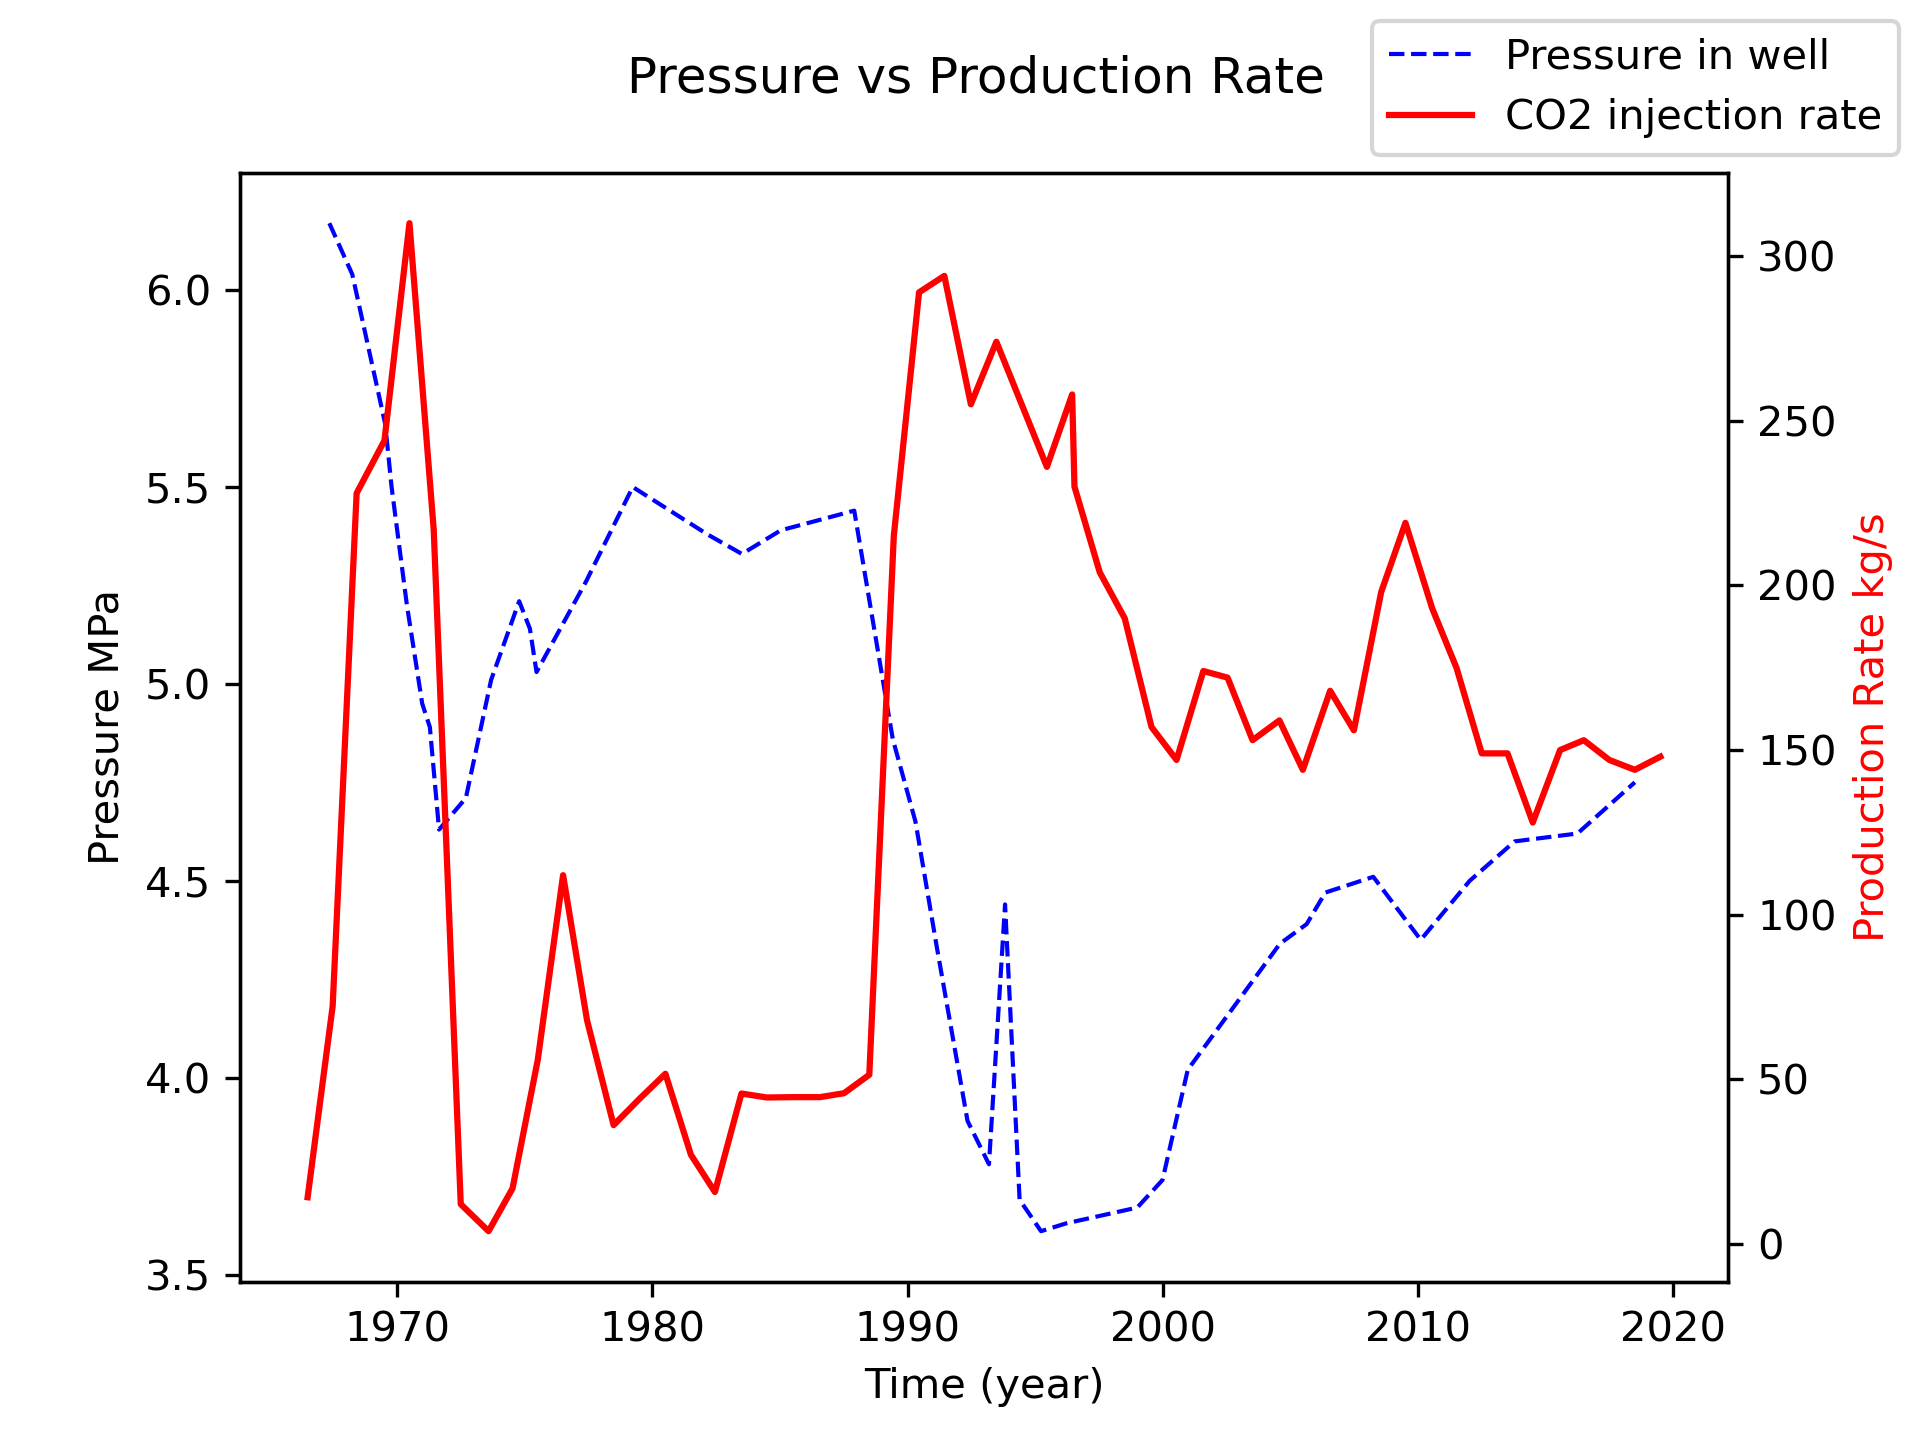 Pressure vs Production Rate
Pressure in well
CO2 injection rate
6.0
5.5
5.0
4.5
4.0
3.5
Pressure MPa
300
250
200
150
100
50
0
Production Rate kg/s
1970 1980 1990 2000 2010 2020
Time (year)